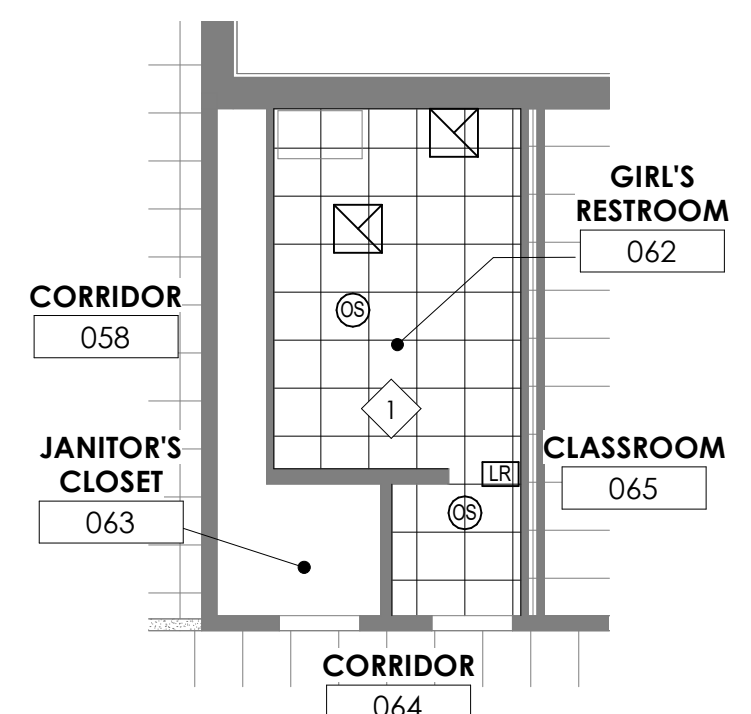 GIRL'S
RESTROOM
062
CORRIDOR
058
OS
1
JANITOR'S
CLOSET
063
CLASSROOM
065
LR
OS
CORRIDOR
064